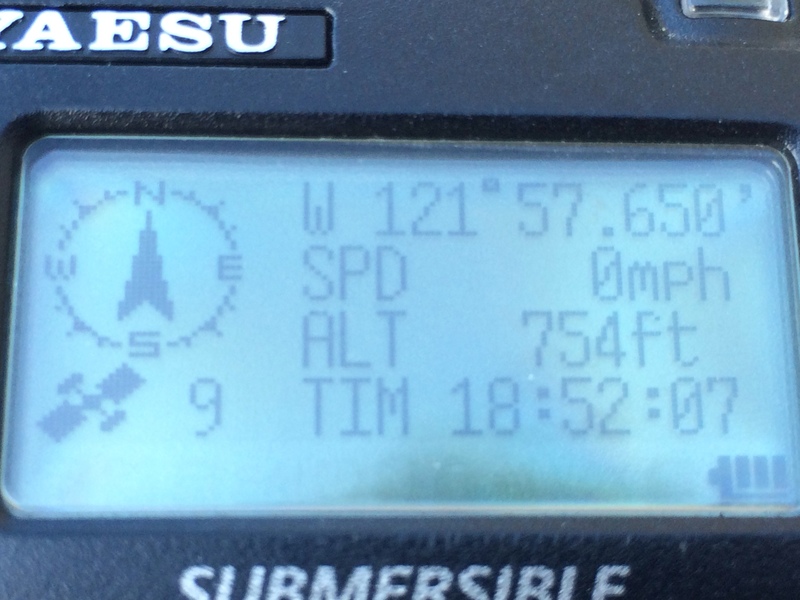 YAESU
N
W E
S
9
W 121°57.650'
SPD 0mph
ALT 754ft
TIM 18:52:07
SUBMERSIBLE